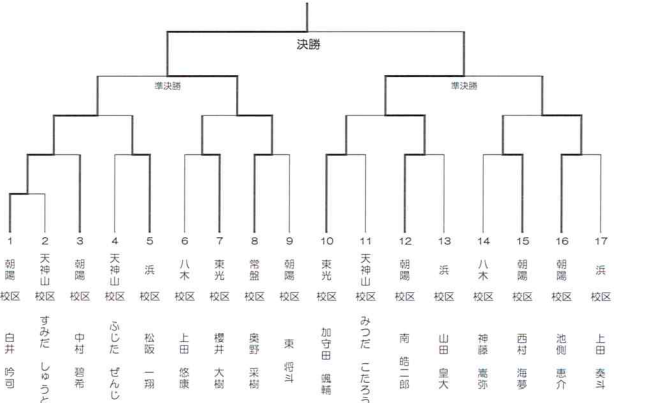 決勝
準決勝
準決勝
1 2 3 4 5 6 7 8 9 10 11 12 13 14 15 16 17
朝陽 天神山 朝陽 天神山 浜 八木 東光 常盤 朝陽 東光 天神山 朝陽 浜 八木 朝陽 朝陽 浜
校区 校区 校区 校区 校区 校区 校区 校区 校区 校区 校区 校区 校区 校区 校区 校区 校区
白井 吟司
すみだ しゅうと
中村 碧希
ふじた ぜんじ
松阪 一翔
上田 悠康
櫻井 大樹
奥野 采樹
東 将斗
加守田 颯輔
みつだ こたろう
南 皓二郎
山田 皇大
神藤 嵩弥
西村 海夢
池側 恵介
上田 奏斗